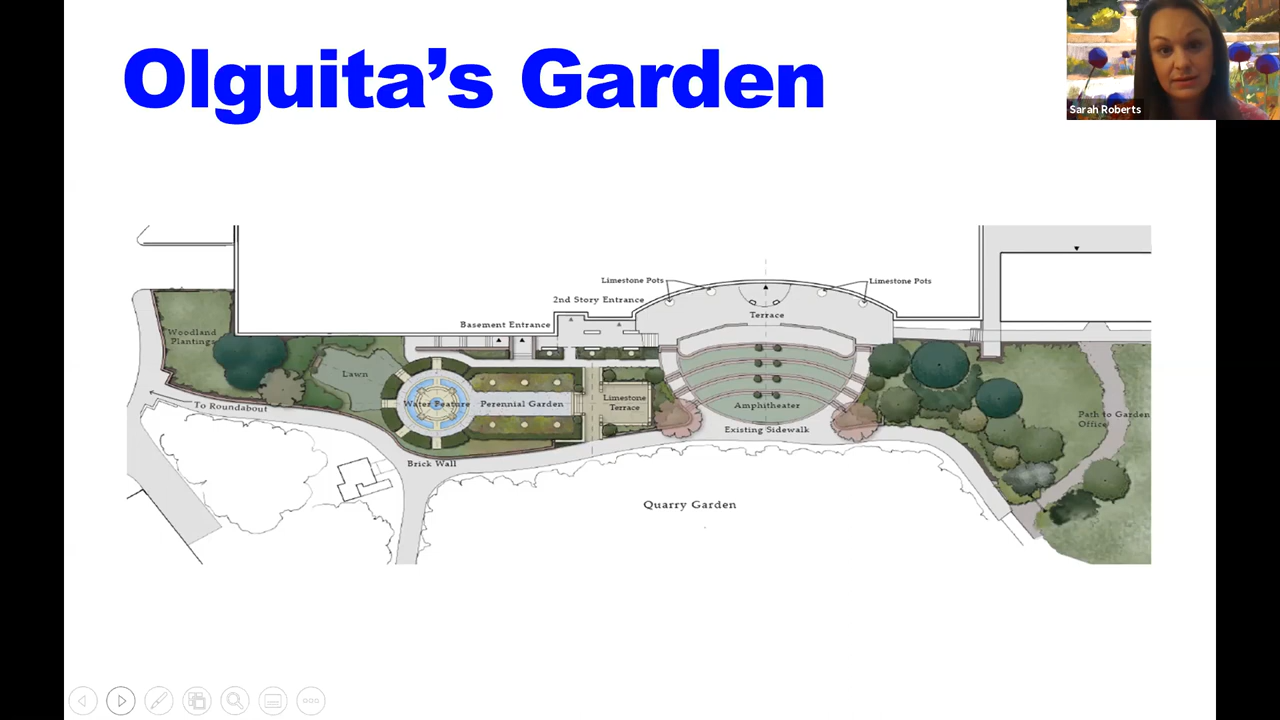 Olguita’s Garden
Sarah Roberts
Limestone Pots
Limestone Pots
2nd Story Entrance
Terrace
Basement Entrance
Woodland
Plantings
Lawn
Water Feature
Perennial Garden
Limestone
Terrace
Amphitheater
To Roundabout
Path to Garden
Office
Existing Sidewalk
Brick Wall
Quarry Garden